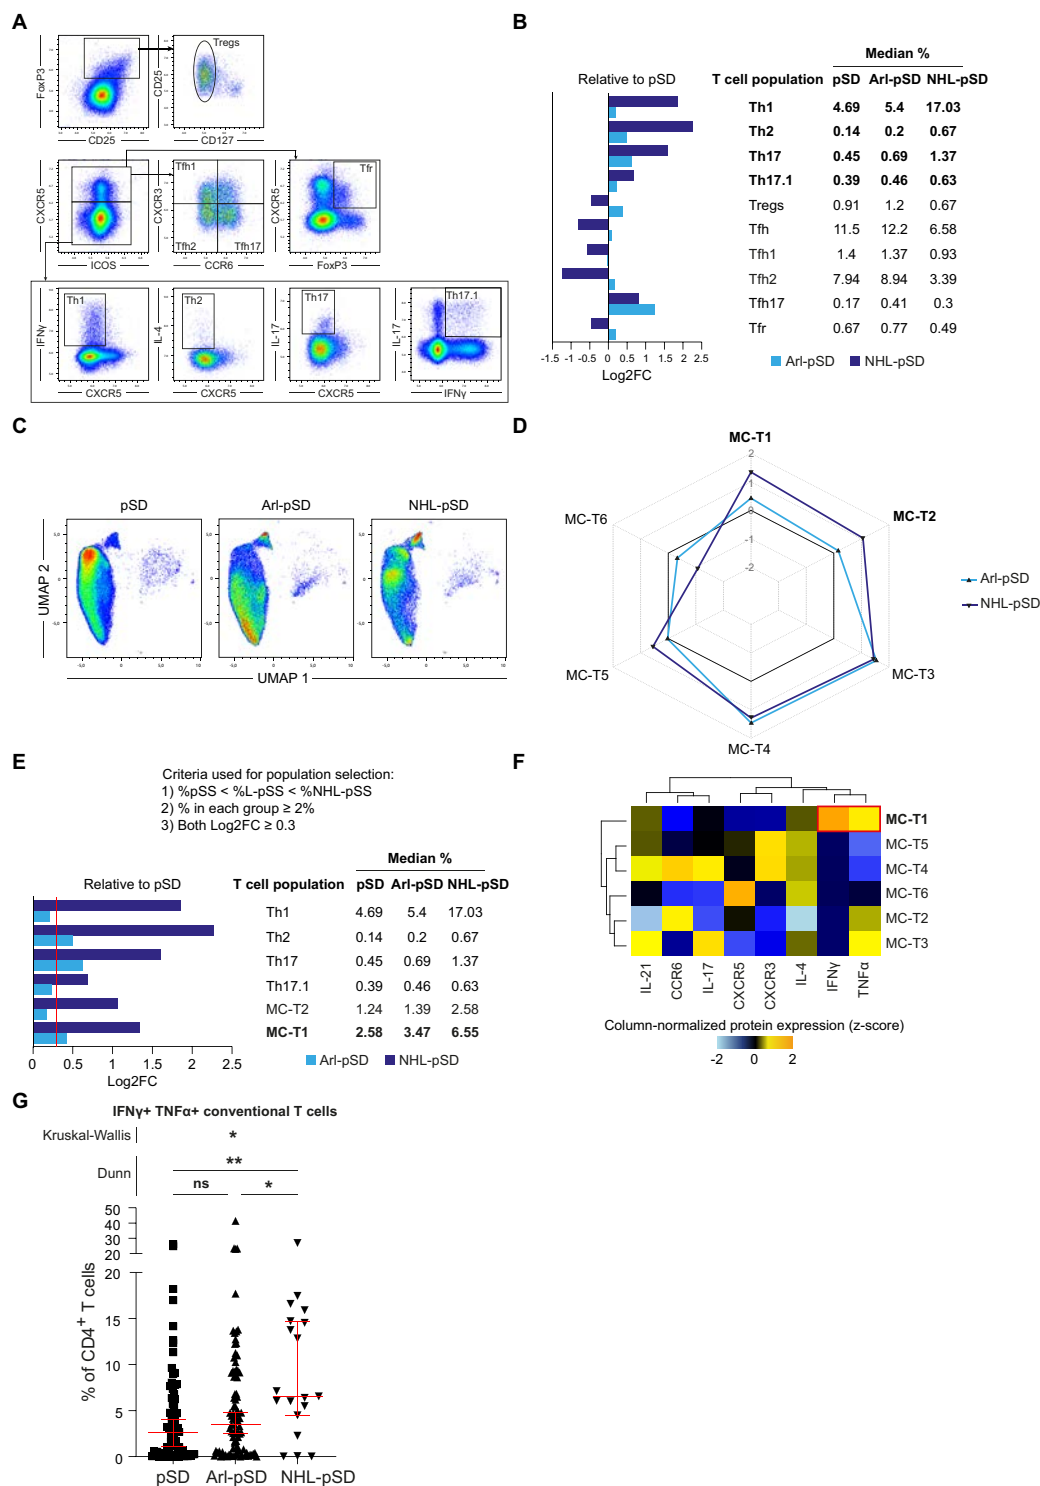 A
FoxP3
CD25
Tregs
CD25
CD127
CXCR5
ICOS
Tfh1
Tfh2
Tfh17
CXCR3
CCR6
Tfr
CXCR5
FoxP3
Th1
IFNγ
CXCR5
Th2
IL-4
CXCR5
Th17
IL-17
CXCR5
Th17.1
IL-17
IFNγ
B
Median %
Relative to pSD T cell population pSD Arl-pSD NHL-pSD
Th1 4.69 5.4 17.03
Th2 0.14 0.2 0.67
Th17 0.45 0.69 1.37
Th17.1 0.39 0.46 0.63
Tregs 0.91 1.2 0.67
Tfh 11.5 12.2 6.58
Tfh1 1.4 1.37 0.93
Tfh2 7.94 8.94 3.39
Tfh17 0.17 0.41 0.3
Tfr 0.67 0.77 0.49
-1.5 -1 -0.5 0 0.5 1 1.5 2 2.5
Log2FC
Arl-pSD NHL-pSD
C
pSD Arl-pSD NHL-pSD
UMAP 2
UMAP 1
D
MC-T1
MC-T2
MC-T3
MC-T4
MC-T5
MC-T6
2
1
0
-1
-2
Arl-pSD
NHL-pSD
E
Criteria used for population selection:
1) %pSS < %L-pSS < %NHL-pSS
2) % in each group ≥ 2%
3) Both Log2FC ≥ 0.3
Median %
Relative to pSD T cell population pSD Arl-pSD NHL-pSD
Th1 4.69 5.4 17.03
Th2 0.14 0.2 0.67
Th17 0.45 0.69 1.37
Th17.1 0.39 0.46 0.63
MC-T2 1.24 1.39 2.58
MC-T1 2.58 3.47 6.55
0 0.5 1 1.5 2 2.5
Log2FC
Arl-pSD NHL-pSD
F
MC-T1
MC-T5
MC-T4
MC-T6
MC-T2
MC-T3
IL-21 CCR6 IL-17 CXCR5 CXCR3 IL-4 IFNγ TNFα
Column-normalized protein expression (z-score)
-2 0 2
G
IFNγ+ TNFα+ conventional T cells
Kruskal-Wallis *
Dunn **
ns *
50
40
30
20
20
15
10
5
0
% of CD4+ T cells
pSD Arl-pSD NHL-pSD